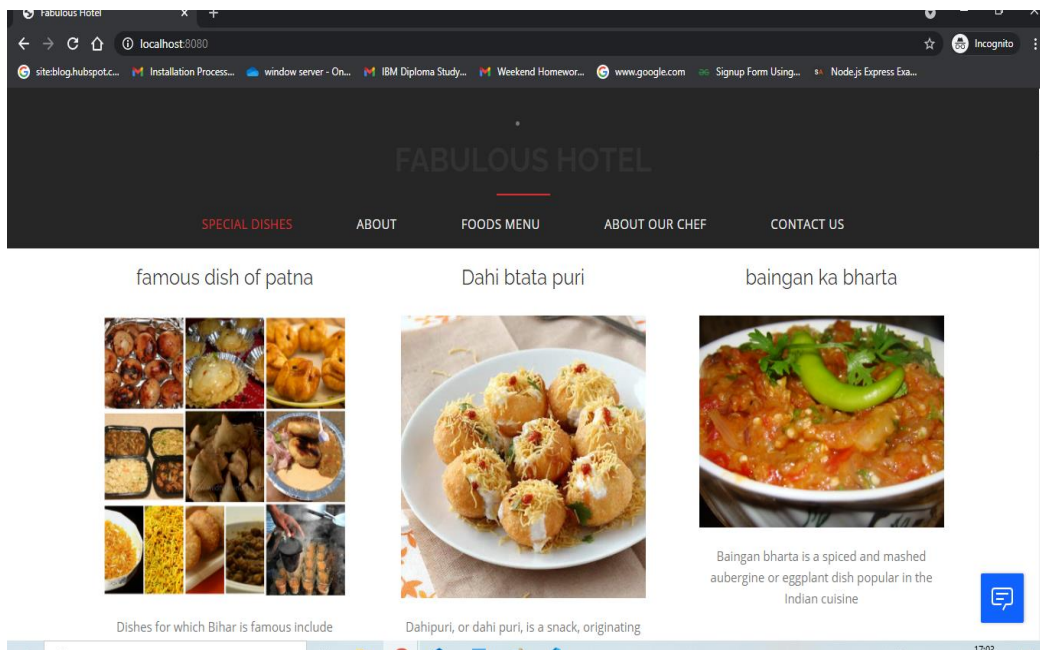 Fabulous Hotel
localhost:8080
Incognito
site:blog.hubspot.c...
Installation Process...
window server - On...
IBM Diploma Study...
Weekend Homewor...
www.google.com
Signup Form Using...
Node.js Express Exa...
FABULOUS HOTEL
SPECIAL DISHES
ABOUT
FOODS MENU
ABOUT OUR CHEF
CONTACT US
famous dish of patna
Dahi btata puri
baingan ka bharta
Dishes for which Bihar is famous include
Dahipuri, or dahi puri, is a snack, originating
Baingan bharta is a spiced and mashed
aubergine or eggplant dish popular in the
Indian cuisine
17:03